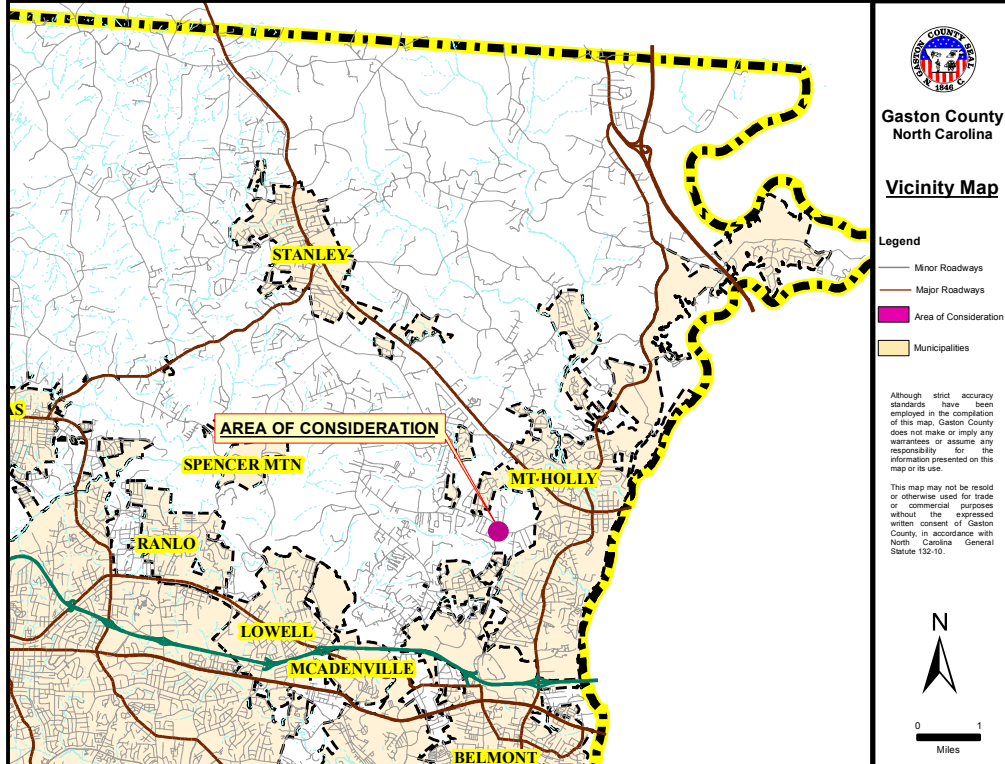 STANLEY
AS
AREA OF CONSIDERATION
SPENCER MTN
MT HOLLY
RANLO
LOWELL
MCADENVILLE
BELMONT
GASTON COUNTY SEAL
N 1846 C
Gaston County
North Carolina
Vicinity Map
Legend
Minor Roadways
Major Roadways
Area of Consideration
Municipalities
Although strict accuracy
standards have been
employed in the compilation
of this map, Gaston County
does not make or imply any
warrantees or assume any
responsibility for the
information presented on this
map or its use.
This map may not be resold
or otherwise used for trade
or commercial purposes
without the expressed
written consent of Gaston
County, in accordance with
North Carolina General
Statute 132-10.
N
0 1
Miles